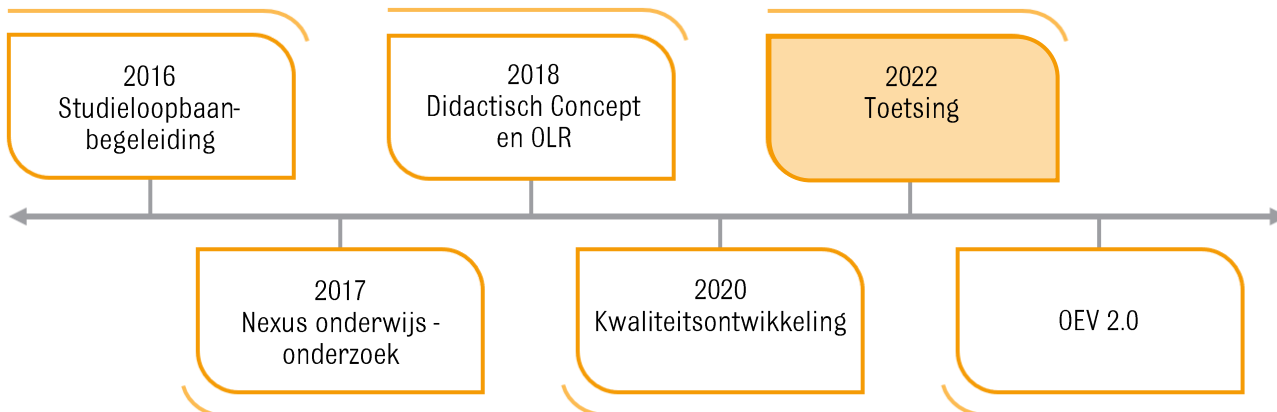 2016
Studieloopbaan-
begeleiding
2018
Didactisch Concept
en OLR
2022
Toetsing
2017
Nexus onderwijs -
onderzoek
2020
Kwaliteitsontwikkeling
OEV 2.0